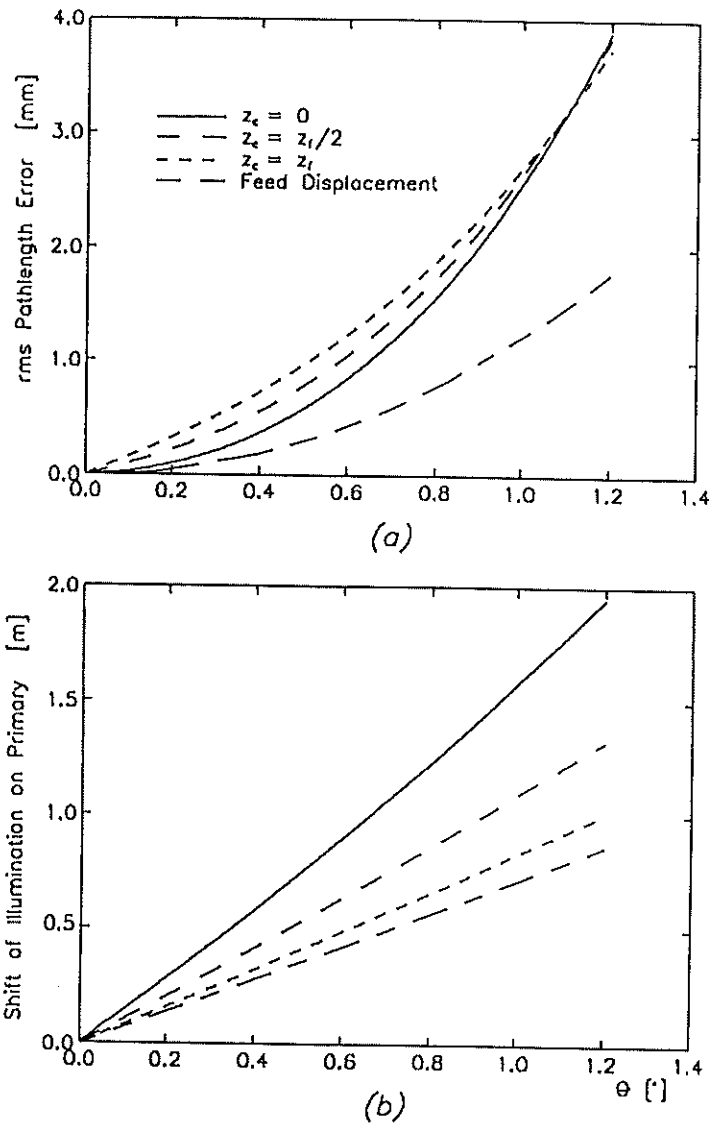 4.0
3.0
2.0
1.0
0.0
rms Pathlength Error [mm]
z_c = 0
z_c = z_f/2
z_c = z_f
Feed Displacement
0.0 0.2 0.4 0.6 0.8 1.0 1.2 1.4
(a)
2.0
1.5
1.0
0.5
0.0
Shift of Illumination on Primary [m]
0.0 0.2 0.4 0.6 0.8 1.0 1.2 1.4
θ [']
(b)